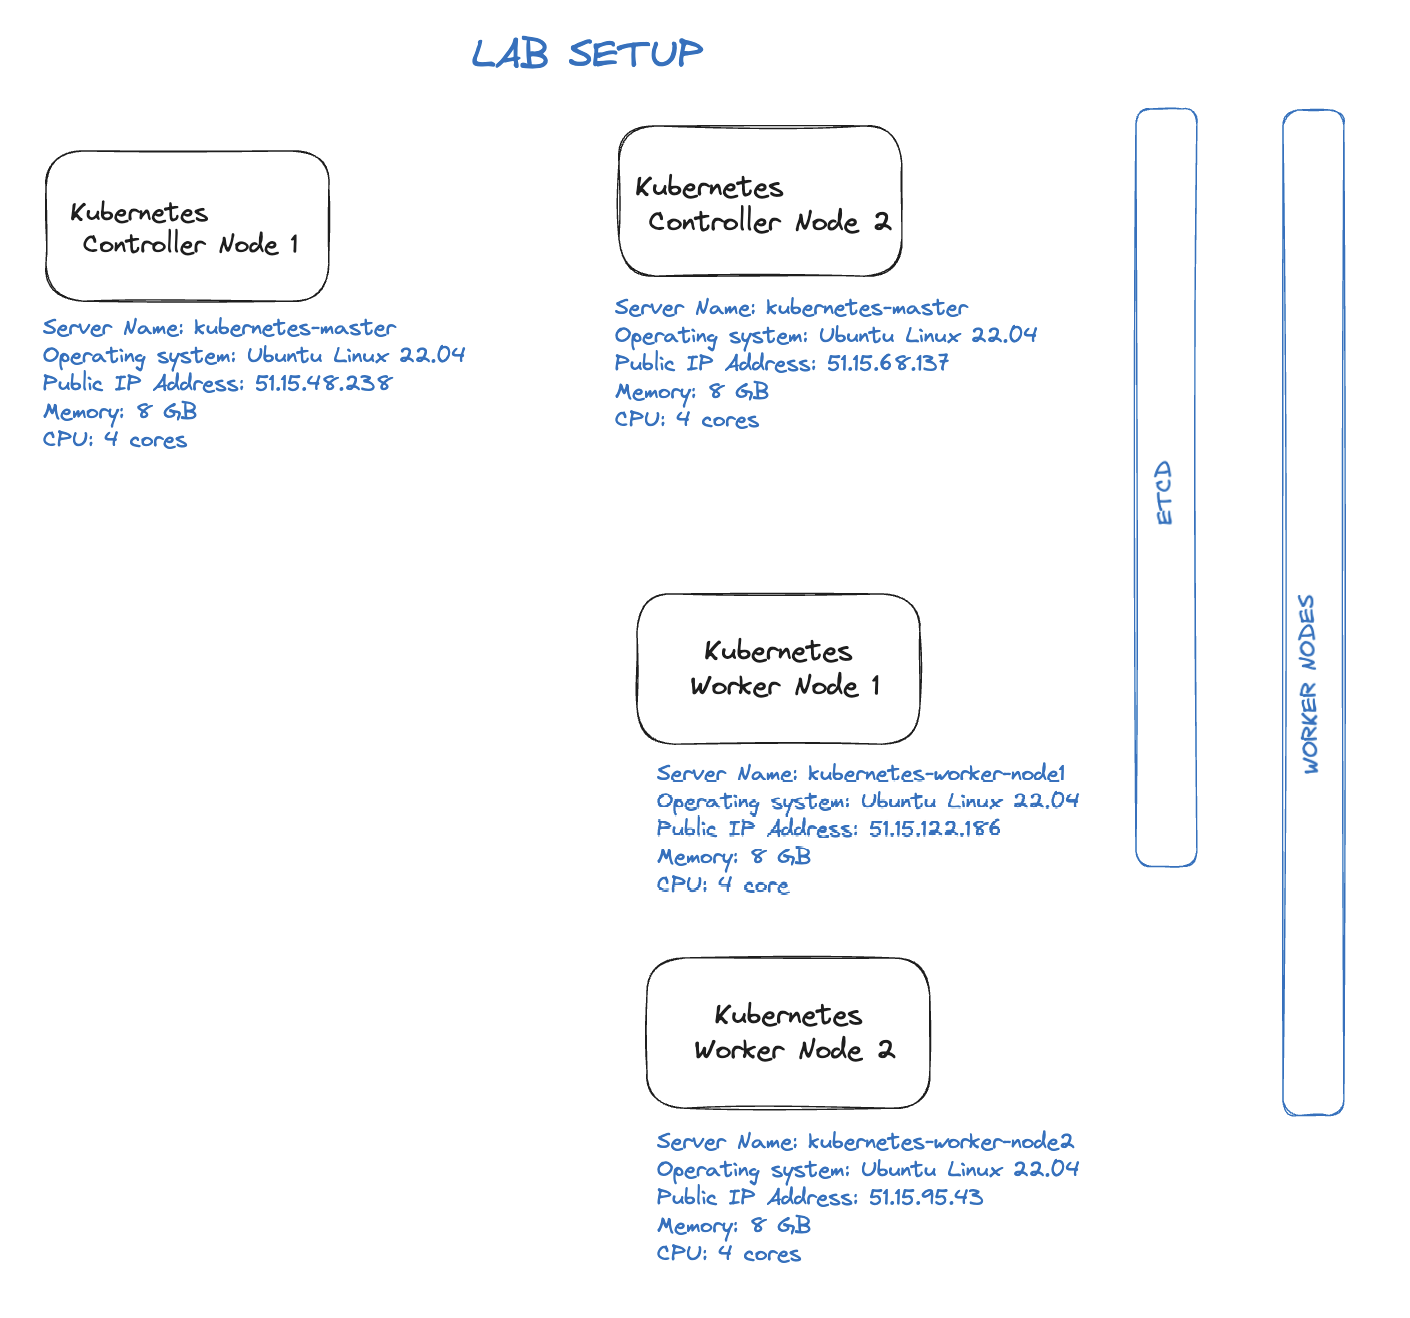 LAB SETUP
Kubernetes
Controller Node 1
Server Name: kubernetes-master
Operating system: Ubuntu Linux 22.04
Public IP Address: 51.15.48.238
Memory: 8 GB
CPU: 4 cores
Kubernetes
Controller Node 2
Server Name: kubernetes-master
Operating system: Ubuntu Linux 22.04
Public IP Address: 51.15.68.137
Memory: 8 GB
CPU: 4 cores
Kubernetes
Worker Node 1
Server Name: kubernetes-worker-node1
Operating system: Ubuntu Linux 22.04
Public IP Address: 51.15.122.186
Memory: 8 GB
CPU: 4 core
Kubernetes
Worker Node 2
Server Name: kubernetes-worker-node2
Operating system: Ubuntu Linux 22.04
Public IP Address: 51.15.95.43
Memory: 8 GB
CPU: 4 cores
ETCD
WORKER NODES